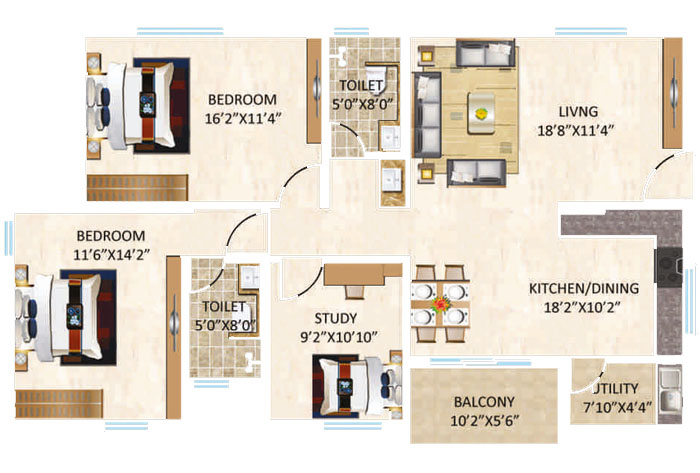 BEDROOM
16'2"X11'4"
TOILET
5'0"X8'0"
LIVNG
18'8"X11'4"
BEDROOM
11'6"X14'2"
TOILET
5'0"X8'0"
STUDY
9'2"X10'10"
KITCHEN/DINING
18'2"X10'2"
BALCONY
10'2"X5'6"
UTILITY
7'10"X4'4"